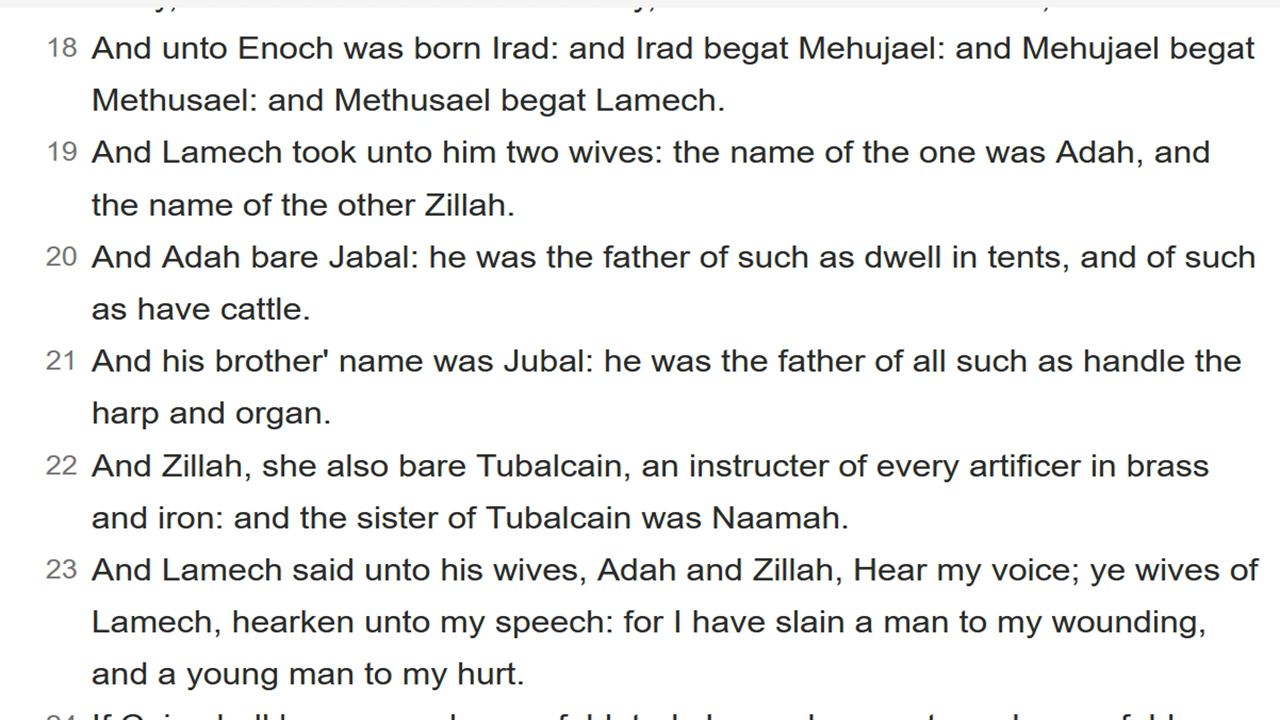 18 And unto Enoch was born Irad: and Irad begat Mehujael: and Mehujael begat
Methusael: and Methusael begat Lamech.
19 And Lamech took unto him two wives: the name of the one was Adah, and
the name of the other Zillah.
20 And Adah bare Jabal: he was the father of such as dwell in tents, and of such
as have cattle.
21 And his brother' name was Jubal: he was the father of all such as handle the
harp and organ.
22 And Zillah, she also bare Tubalcain, an instructer of every artificer in brass
and iron: and the sister of Tubalcain was Naamah.
23 And Lamech said unto his wives, Adah and Zillah, Hear my voice; ye wives of
Lamech, hearken unto my speech: for I have slain a man to my wounding,
and a young man to my hurt.